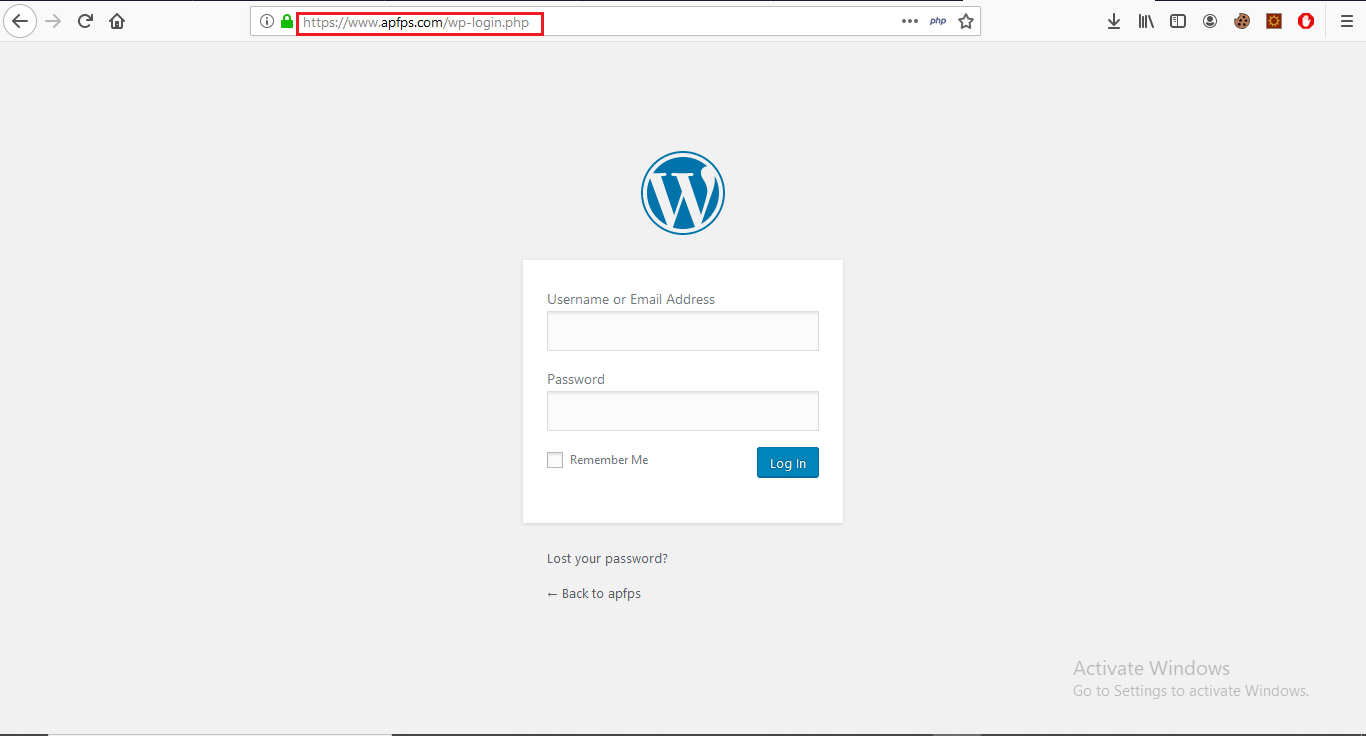 https://www.apfps.com/wp-login.php
php
Username or Email Address
Password
Remember Me
Log In
Lost your password?
← Back to apfps
Activate Windows
Go to Settings to activate Windows.